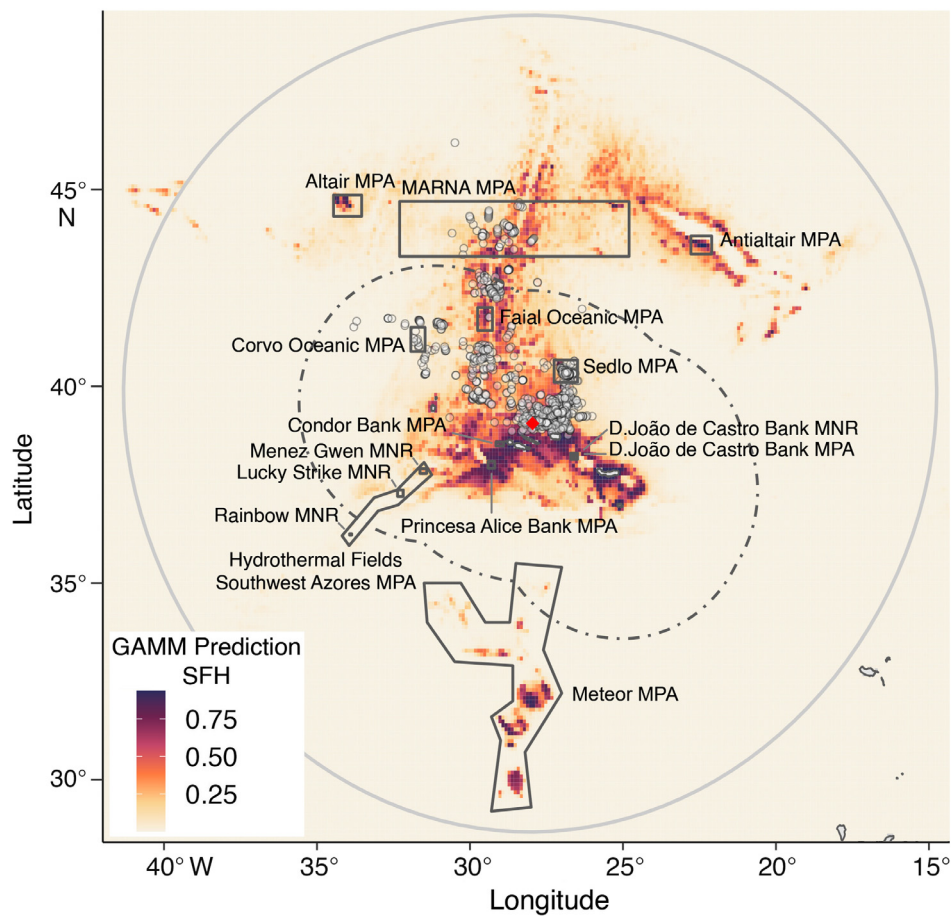 45°
N
40°
35°
30°
Latitude
Altair MPA
MARNA MPA
Antialtair MPA
Faial Oceanic MPA
Corvo Oceanic MPA
Sedlo MPA
Condor Bank MPA
D.João de Castro Bank MNR
D.João de Castro Bank MPA
Menez Gwen MNR
Lucky Strike MNR
Rainbow MNR
Princesa Alice Bank MPA
Hydrothermal Fields
Southwest Azores MPA
Meteor MPA
GAMM Prediction
SFH
0.75
0.50
0.25
40° W
35°
30°
25°
20°
15°
Longitude